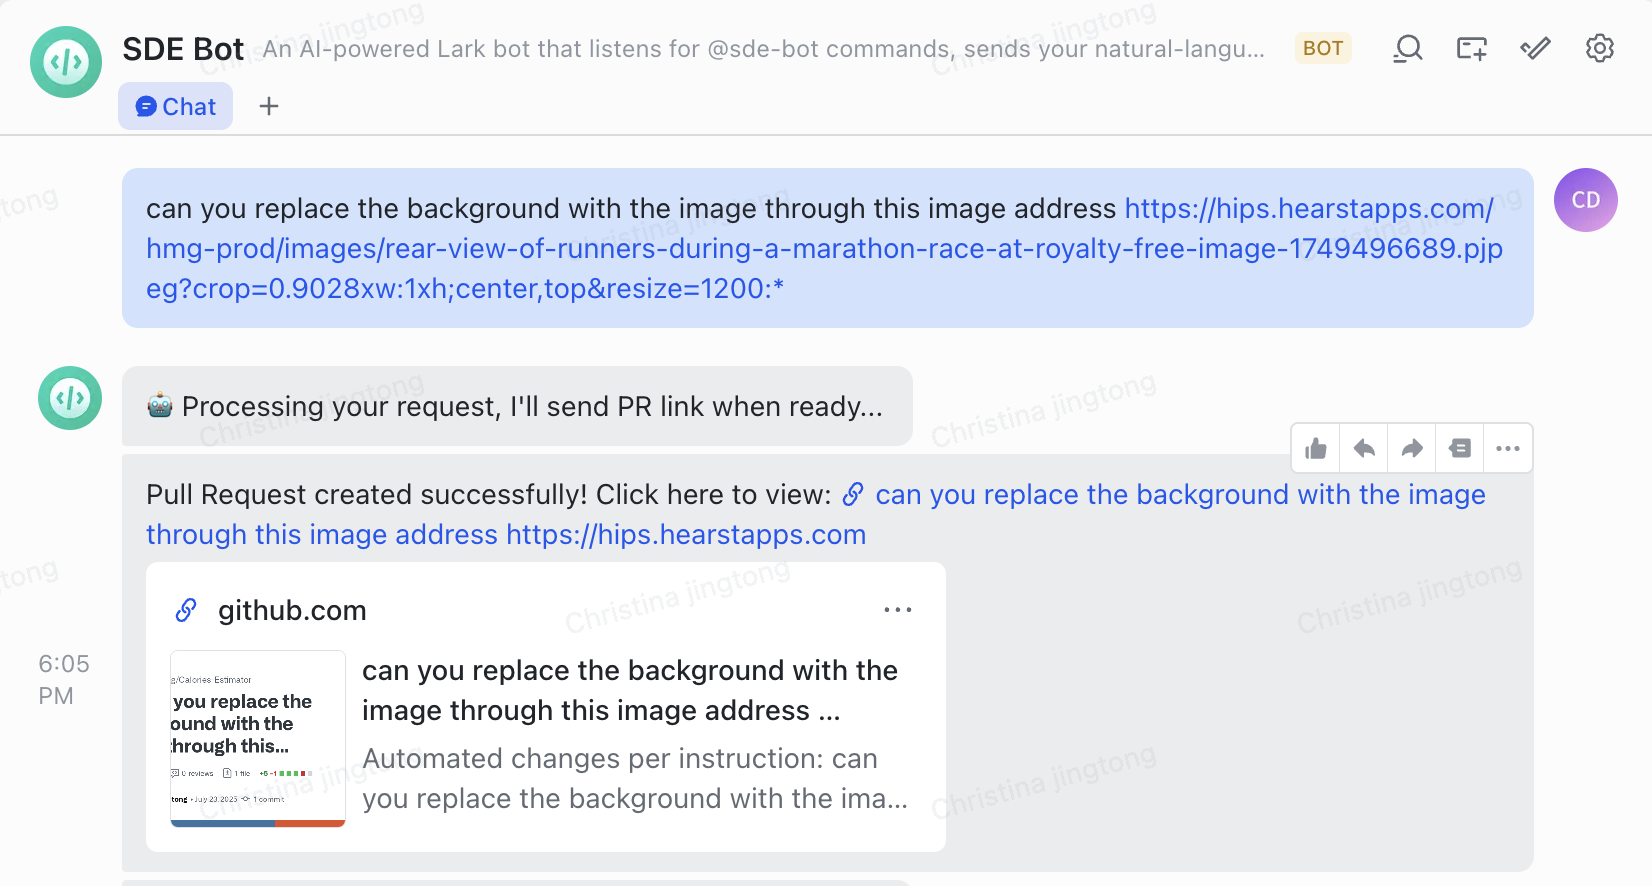 SDE Bot An AI-powered Lark bot that listens for @sde-bot commands, sends your natural-langu... BOT
Chat
can you replace the background with the image through this image address https://hips.hearstapps.com/
hmg-prod/images/rear-view-of-runners-during-a-marathon-race-at-royalty-free-image-1749496689.pjp
eg?crop=0.9028xw:1xh;center,top&resize=1200:*
CD
Processing your request, I'll send PR link when ready...
Pull Request created successfully! Click here to view: can you replace the background with the image
through this image address https://hips.hearstapps.com
github.com
6:05
PM
g/Calories-Estimator
you replace the
ound with the
through this...
0 reviews 1 file +6 -1
tong • July 23, 2025 1 commit
can you replace the background with the
image through this image address ...
Automated changes per instruction: can
you replace the background with the ima...
Christina jingtong